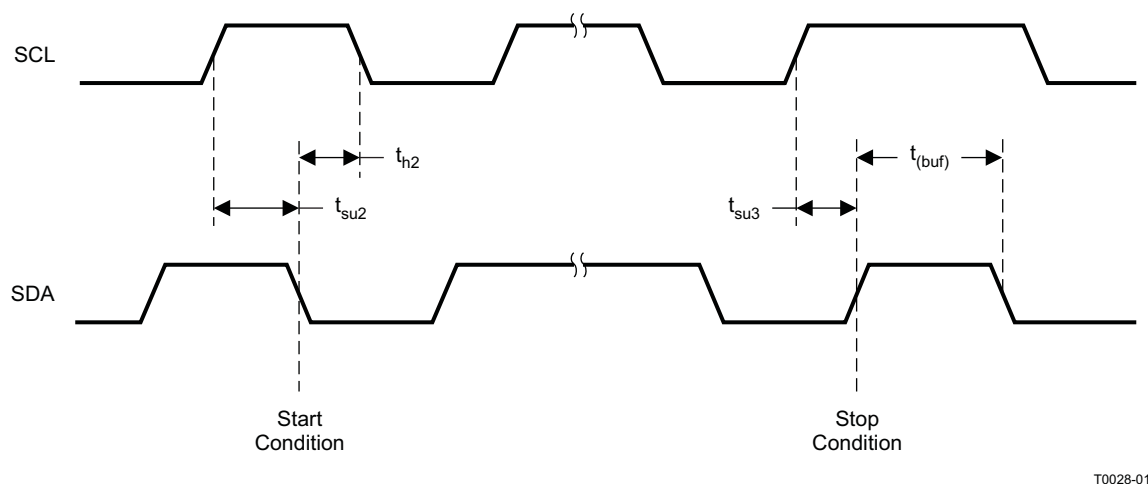 SCL
t(buf)
th2
tsu2
tsu3
SDA
Start
Condition
Stop
Condition
T0028-01